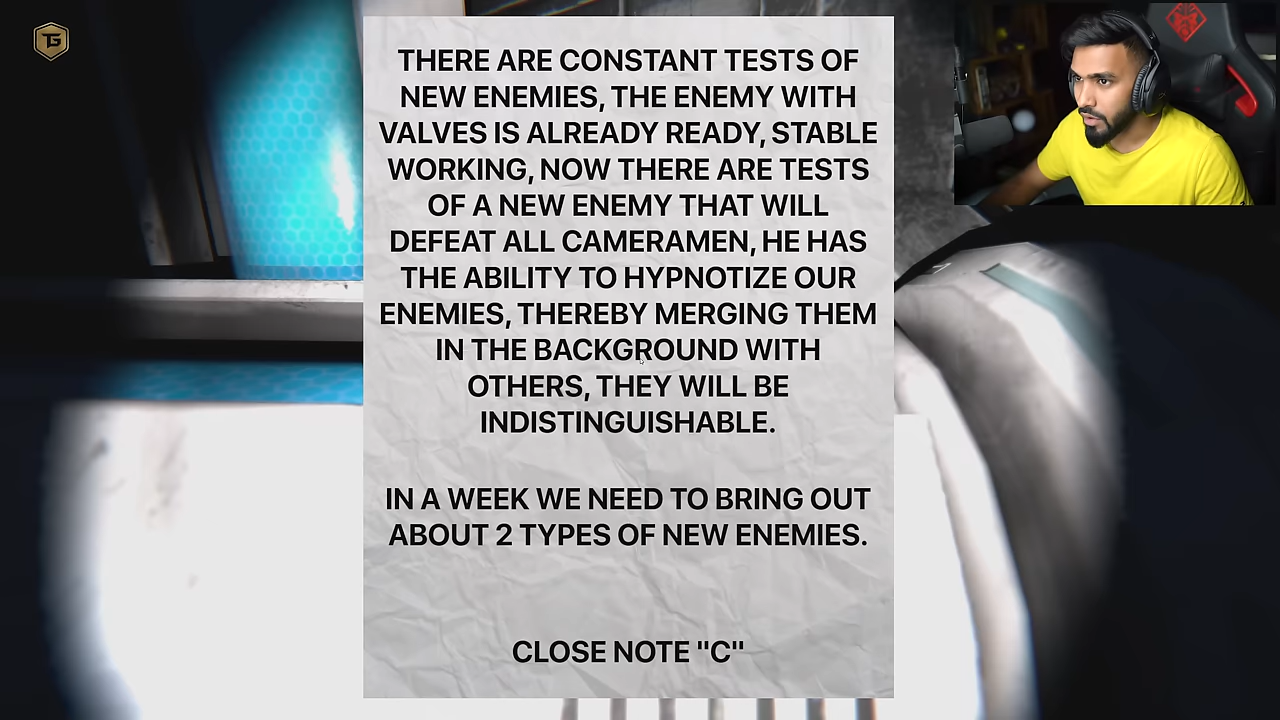 TG
THERE ARE CONSTANT TESTS OF
NEW ENEMIES, THE ENEMY WITH
VALVES IS ALREADY READY, STABLE
WORKING, NOW THERE ARE TESTS
OF A NEW ENEMY THAT WILL
DEFEAT ALL CAMERAMEN, HE HAS
THE ABILITY TO HYPNOTIZE OUR
ENEMIES, THEREBY MERGING THEM
IN THE BACKGROUND WITH
OTHERS, THEY WILL BE
INDISTINGUISHABLE.
IN A WEEK WE NEED TO BRING OUT
ABOUT 2 TYPES OF NEW ENEMIES.
CLOSE NOTE "C"